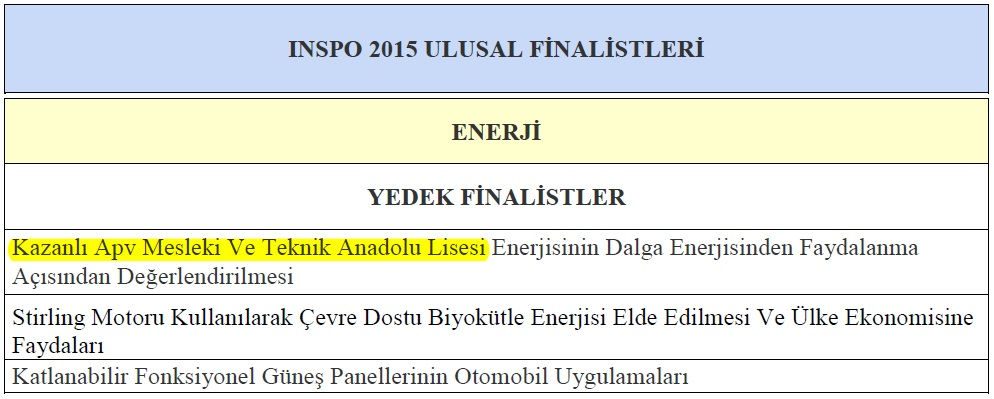 INSPO 2015 ULUSAL FİNALİSTLERİ
ENERJİ
YEDEK FİNALİSTLER
Kazanlı Apv Mesleki Ve Teknik Anadolu Lisesi Enerjisinin Dalga Enerjisinden Faydalanma
Açısından Değerlendirilmesi
Stirling Motoru Kullanılarak Çevre Dostu Biyokütle Enerjisi Elde Edilmesi Ve Ülke Ekonomisine
Faydaları
Katlanabilir Fonksiyonel Güneş Panellerinin Otomobil Uygulamaları